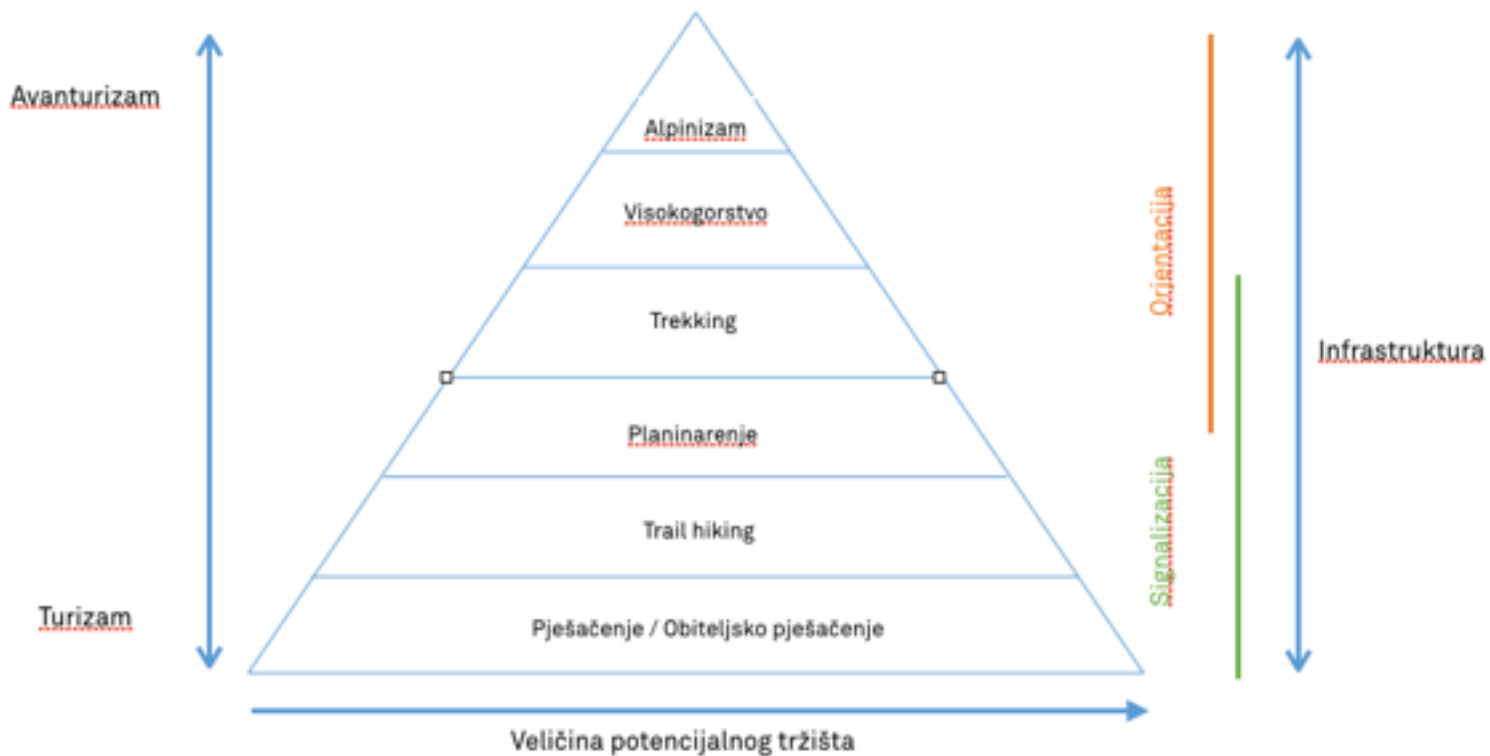 Avanturizam
Alpinizam
Visokogorstvo
Orijentacija
Trekking
Infrastruktura
Planinarenje
Signalizacija
Trail hiking
Turizam
Pješačenje / Obiteljsko pješačenje
Veličina potencijalnog tržišta